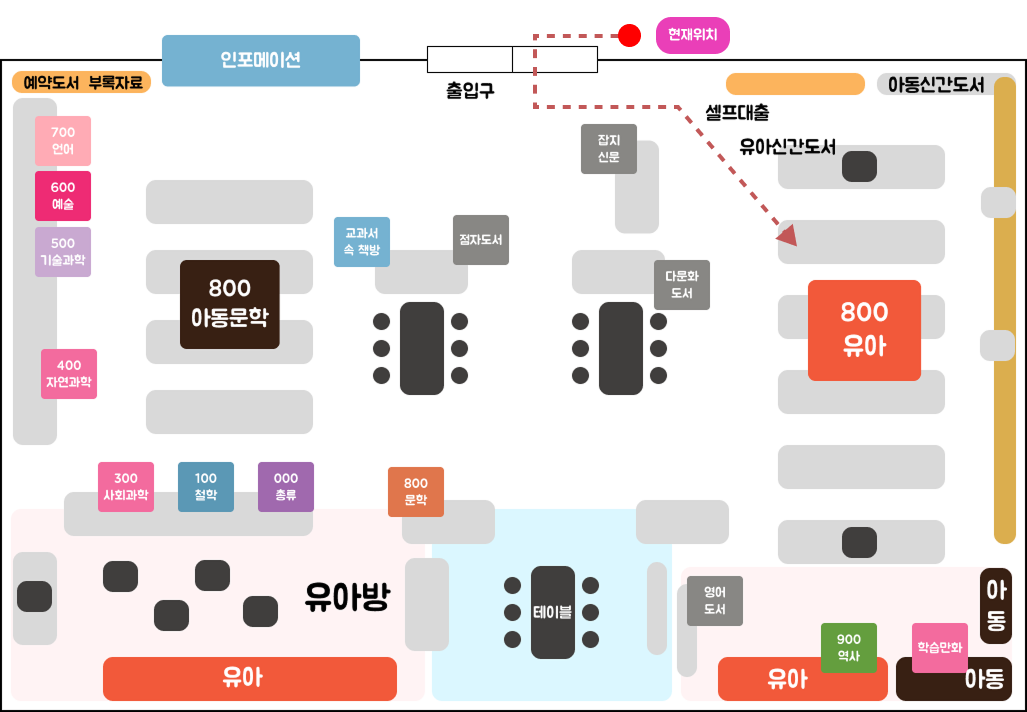 현재위치
인포메이션
출입구
예약도서 부록자료
아동신간도서
셀프대출
유아신간도서
700
언어
600
예술
500
기술과학
400
자연과학
잡지
신문
교과서
속 책방
점자도서
다문화
도서
800
아동문학
800
유아
300
사회과학
100
철학
000
총류
800
문학
유아방
테이블
영어
도서
아
동
900
역사
학습만화
유아
유아
아동